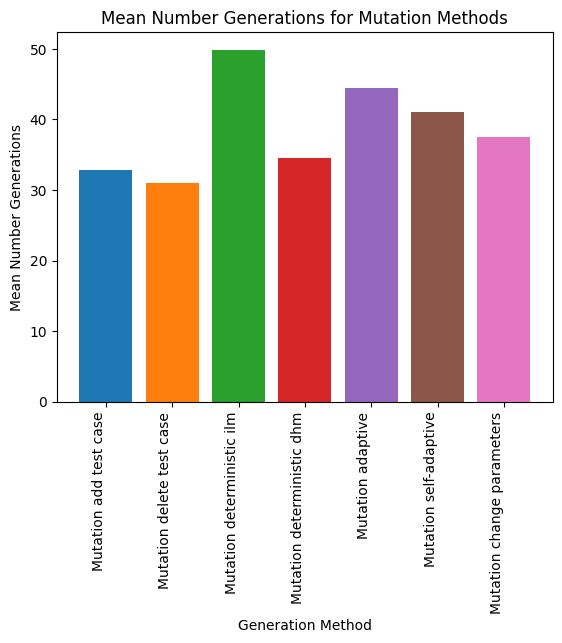 Mean Number Generations for Mutation Methods
Mean Number Generations
50
40
30
20
10
0
Mutation add test case
Mutation delete test case
Mutation deterministic ilm
Mutation deterministic dhm
Mutation adaptive
Mutation self-adaptive
Mutation change parameters
Generation Method